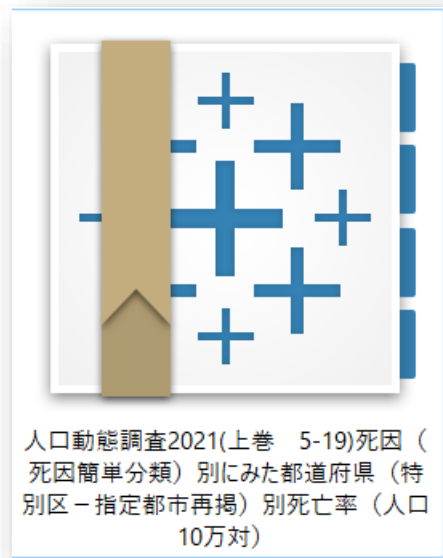 人口動態調査2021(上巻　5-19)死因（
死因簡単分類）別にみた都道府県（特
別区－指定都市再掲）別死亡率（人口
10万対）